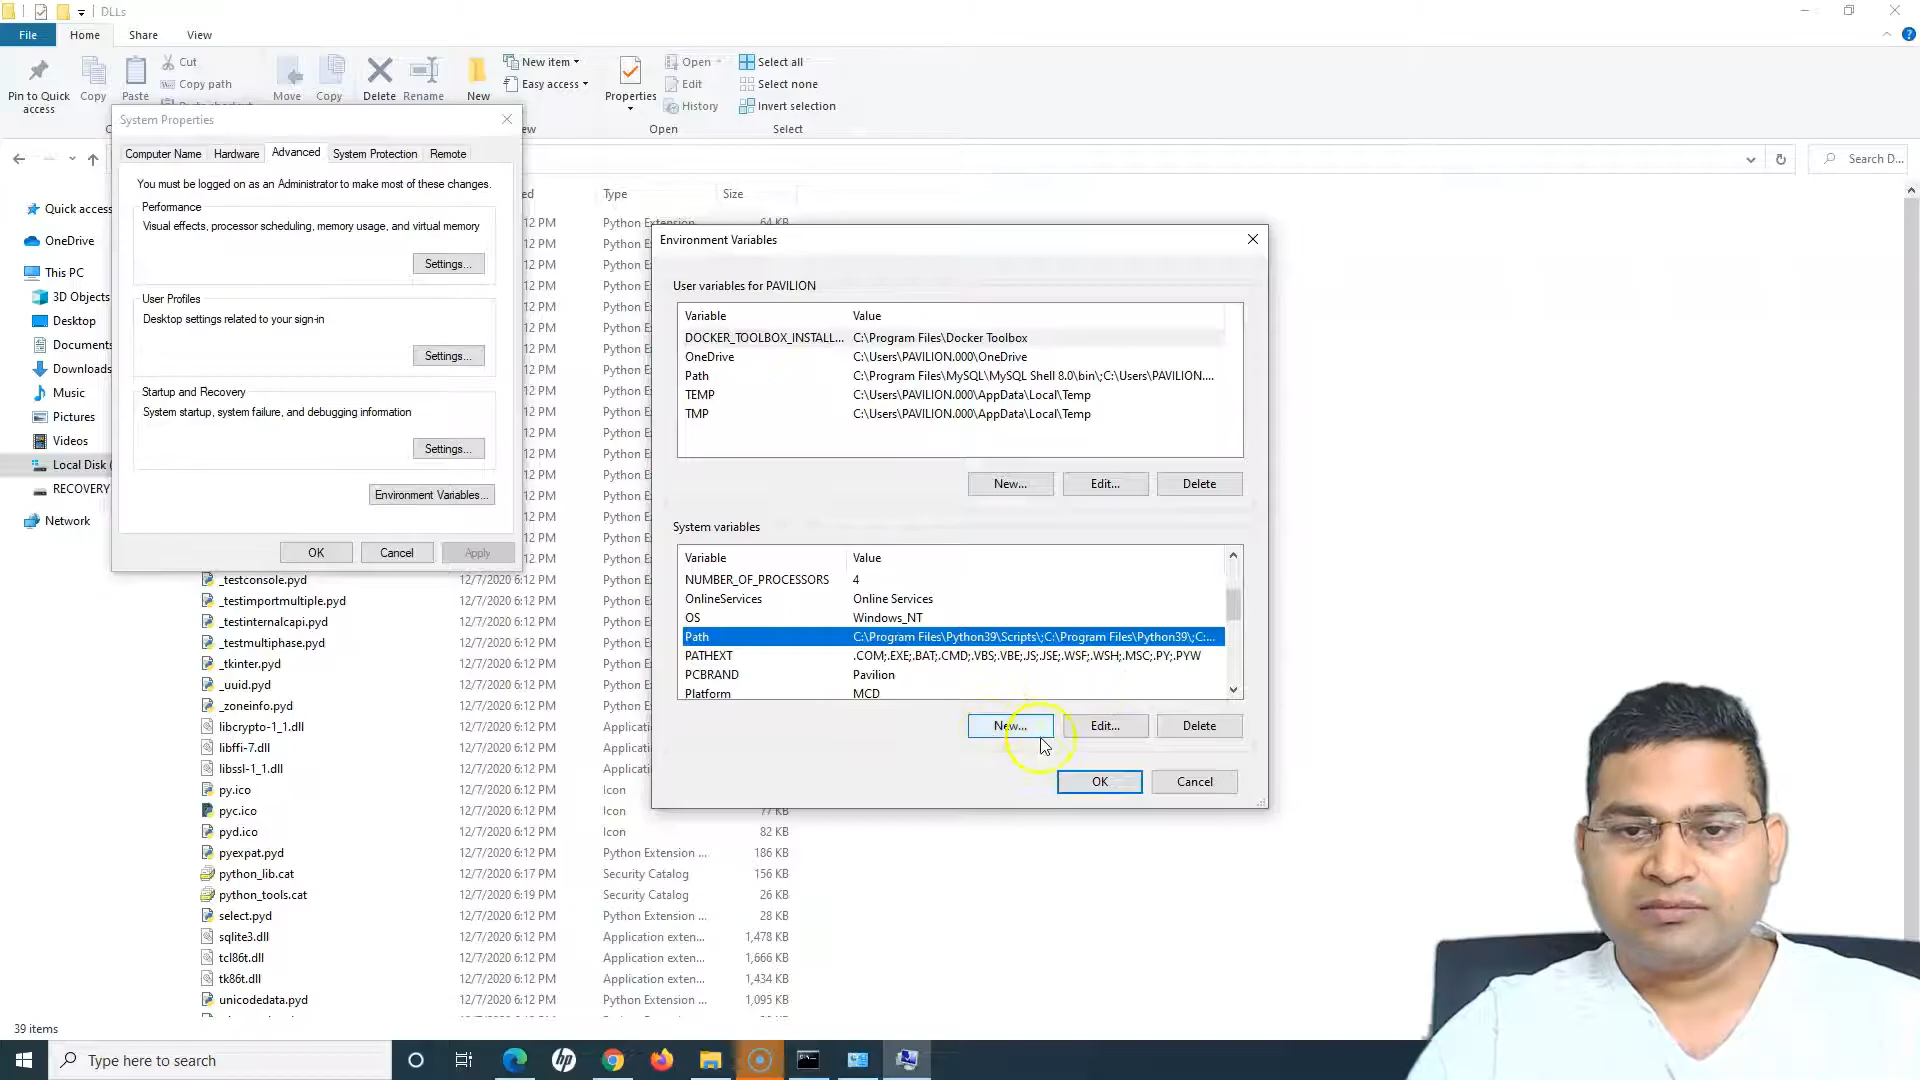 DLLs
File Home Share View
Pin to Quick access
Copy
Paste
Cut
Copy path
Move
Copy
Delete
Rename
New
New item
Easy access
Properties
Open
Edit
History
Open
Select all
Select none
Invert selection
Select
Search D...
Type Size
Quick access
OneDrive
This PC
3D Objects
Desktop
Documents
Downloads
Music
Pictures
Videos
Local Disk
RECOVERY
Network
System Properties
Computer Name Hardware Advanced System Protection Remote
You must be logged on as an Administrator to make most of these changes.
Performance
Visual effects, processor scheduling, memory usage, and virtual memory
Settings...
User Profiles
Desktop settings related to your sign-in
Settings...
Startup and Recovery
System startup, system failure, and debugging information
Settings...
Environment Variables...
OK Cancel Apply
Environment Variables
User variables for PAVILION
Variable Value
DOCKER_TOOLBOX_INSTALL... C:\Program Files\Docker Toolbox
OneDrive C:\Users\PAVILION.000\OneDrive
Path C:\Program Files\MySQL\MySQL Shell 8.0\bin\;C:\Users\PAVILION....
TEMP C:\Users\PAVILION.000\AppData\Local\Temp
TMP C:\Users\PAVILION.000\AppData\Local\Temp
New... Edit... Delete
System variables
Variable Value
NUMBER_OF_PROCESSORS 4
OnlineServices Online Services
OS Windows_NT
Path C:\Program Files\Python39\Scripts\;C:\Program Files\Python39\;C:...
PATHEXT .COM;.EXE;.BAT;.CMD;.VBS;.VBE;.JS;.JSE;.WSF;.WSH;.MSC;.PY;.PYW
PCBRAND Pavilion
Platform MCD
New... Edit... Delete
OK Cancel
_testconsole.pyd 12/7/2020 6:12 PM
_testimportmultiple.pyd 12/7/2020 6:12 PM
_testinternalcapi.pyd 12/7/2020 6:12 PM
_testmultiphase.pyd 12/7/2020 6:12 PM
_tkinter.pyd 12/7/2020 6:12 PM
_uuid.pyd 12/7/2020 6:12 PM
_zoneinfo.pyd 12/7/2020 6:12 PM
libcrypto-1_1.dll 12/7/2020 6:12 PM
libffi-7.dll 12/7/2020 6:12 PM
libssl-1_1.dll 12/7/2020 6:12 PM
py.ico 12/7/2020 6:12 PM Icon
pyc.ico 12/7/2020 6:12 PM Icon 77 KB
pyd.ico 12/7/2020 6:12 PM Icon 82 KB
pyexpat.pyd 12/7/2020 6:12 PM Python Extension ... 186 KB
python_lib.cat 12/7/2020 6:17 PM Security Catalog 156 KB
python_tools.cat 12/7/2020 6:19 PM Security Catalog 26 KB
select.pyd 12/7/2020 6:12 PM Python Extension ... 28 KB
sqlite3.dll 12/7/2020 6:12 PM Application exten... 1,478 KB
tcl86t.dll 12/7/2020 6:12 PM Application exten... 1,666 KB
tk86t.dll 12/7/2020 6:12 PM Application exten... 1,434 KB
unicodedata.pyd 12/7/2020 6:12 PM Python Extension ... 1,095 KB
39 items
Type here to search
hp